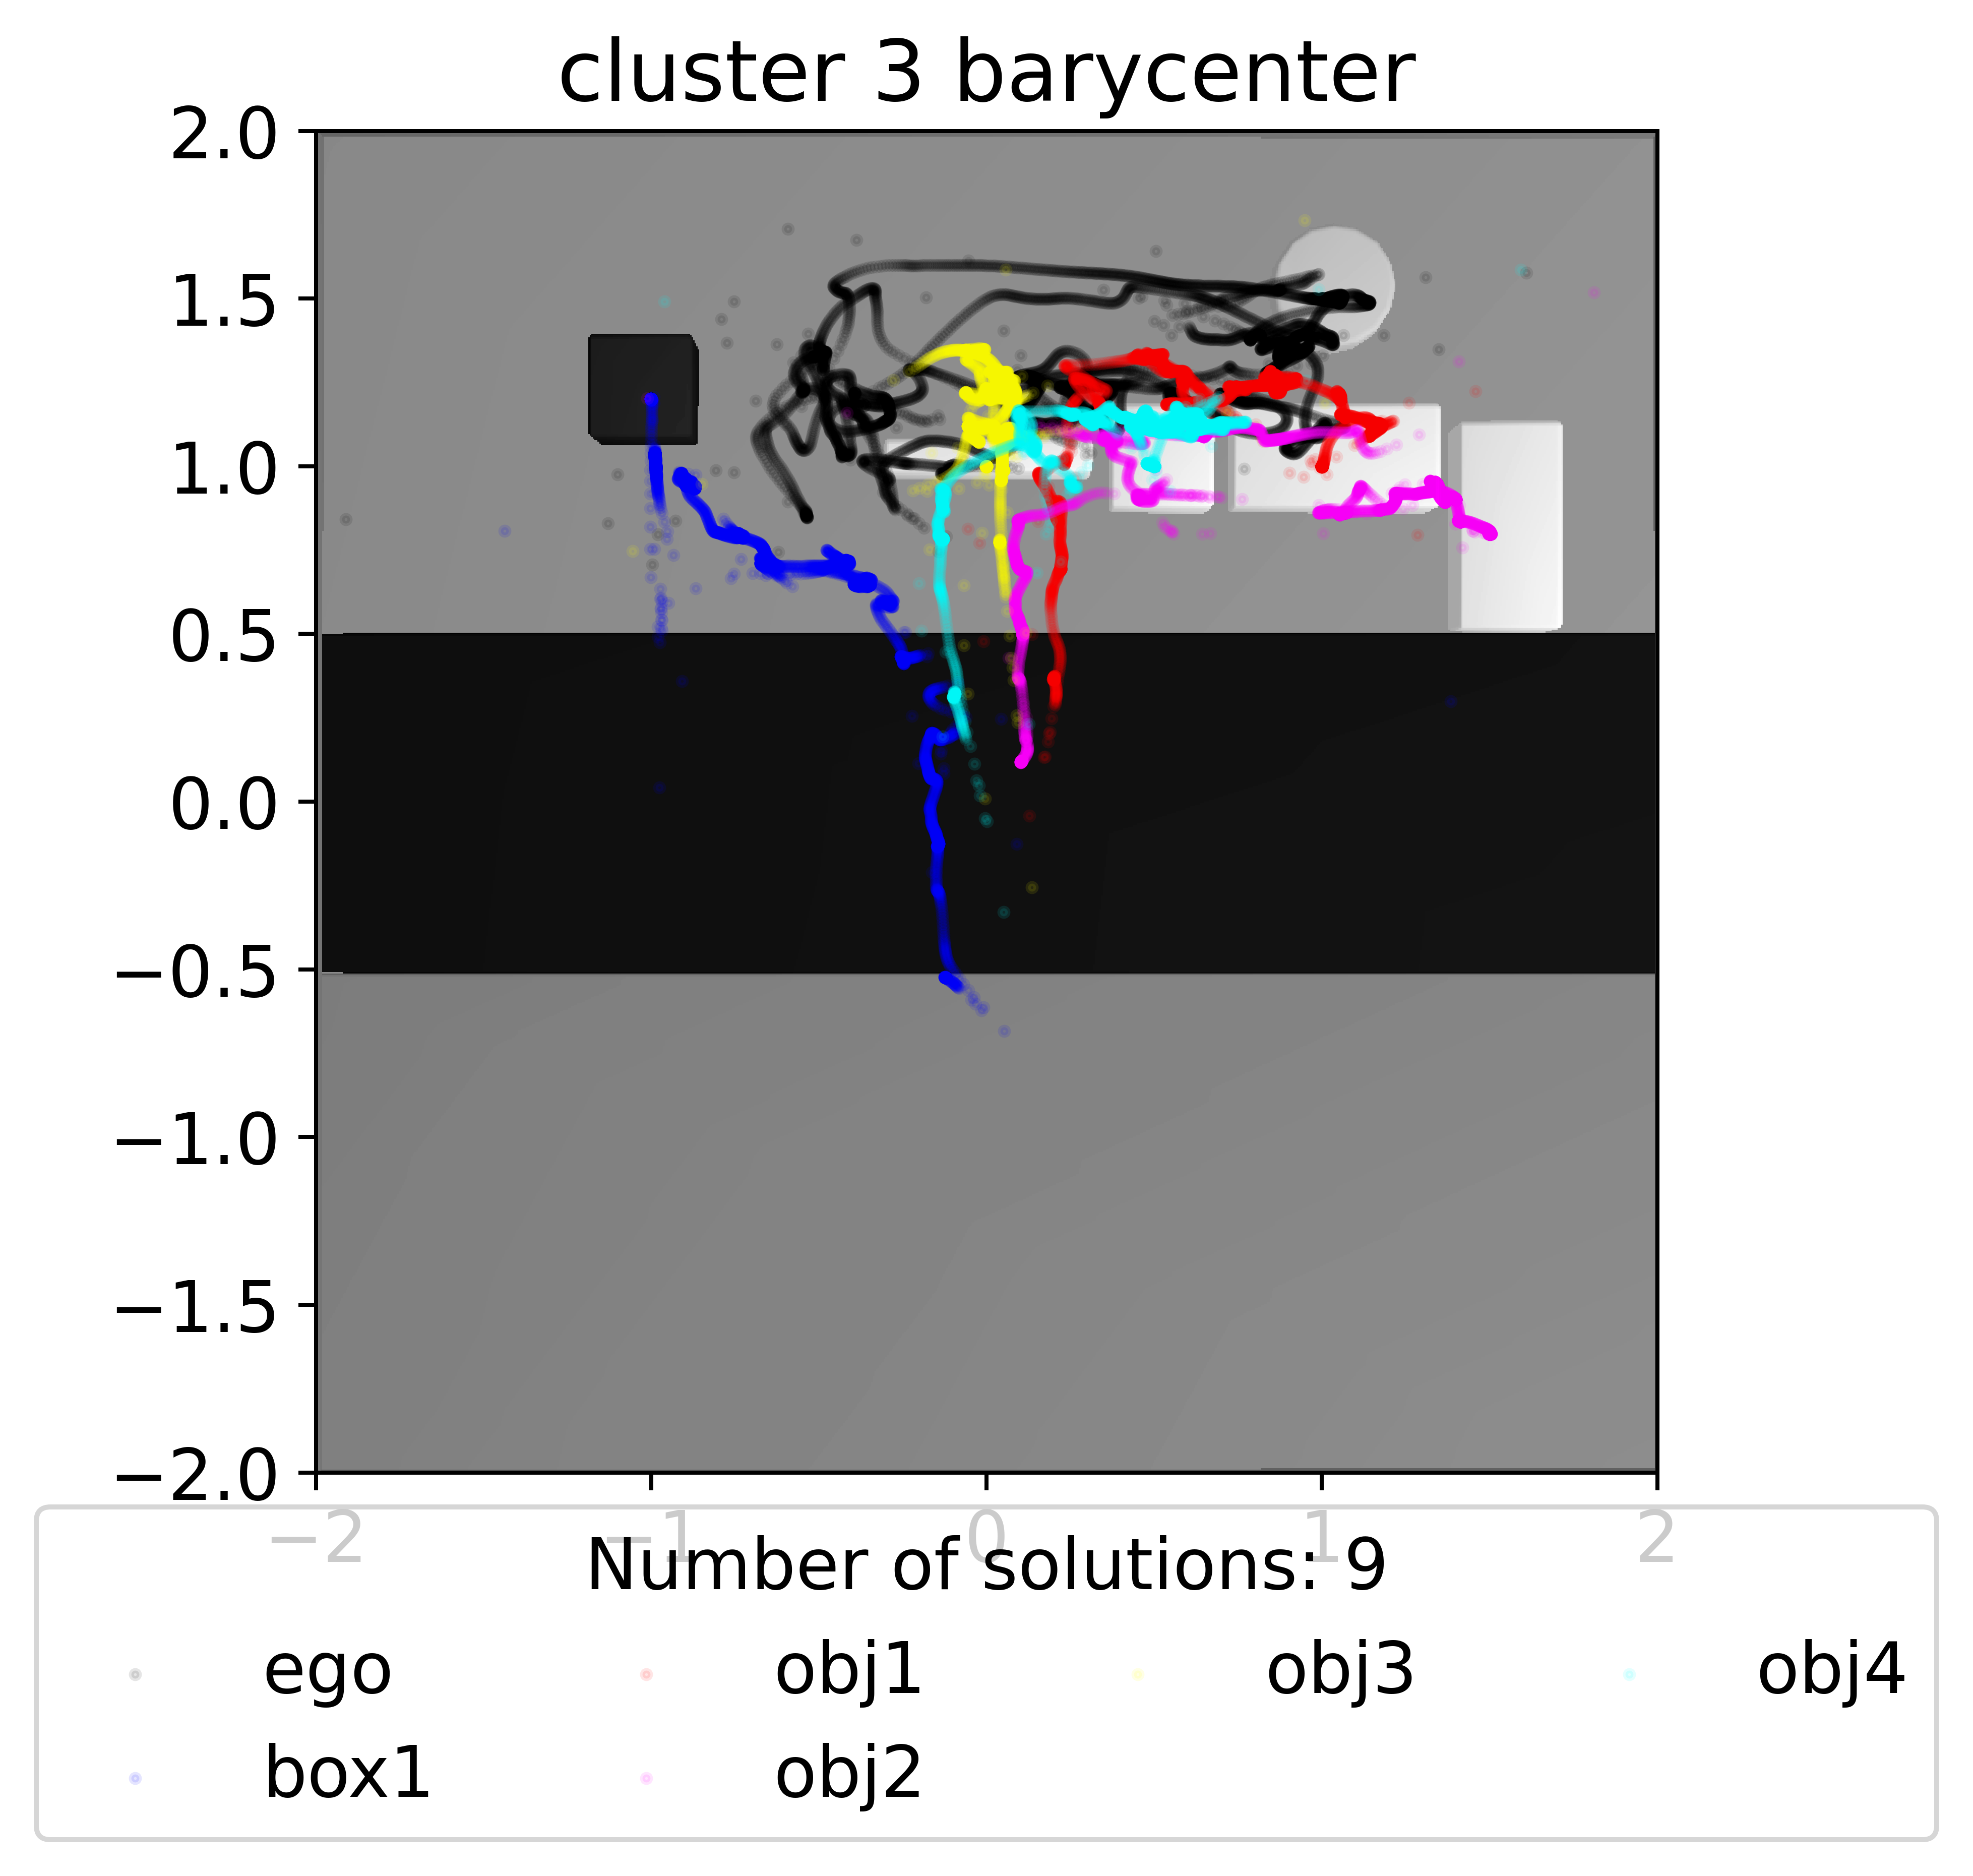 cluster 3 barycenter
2.0
1.5
1.0
0.5
0.0
−0.5
−1.0
−1.5
−2.0
−2 −1 0 1 2
Number of solutions: 9
ego obj1 obj3 obj4
box1 obj2